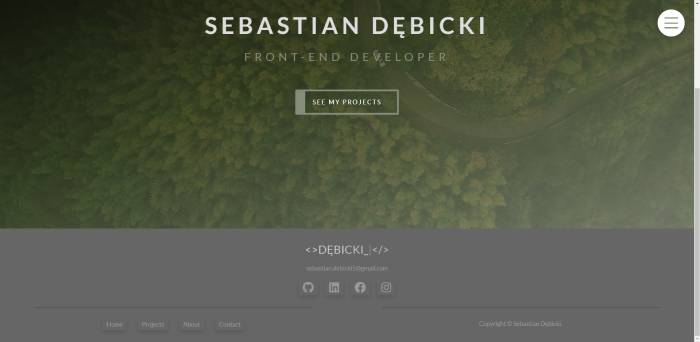 SEBASTIAN DĘBICKI
FRONT-END DEVELOPER
SEE MY PROJECTS
<>DĘBICKI_|</>
sebastian.debicki5@gmail.com
Home Projects About Contact
Copyright © Sebastian Dębicki